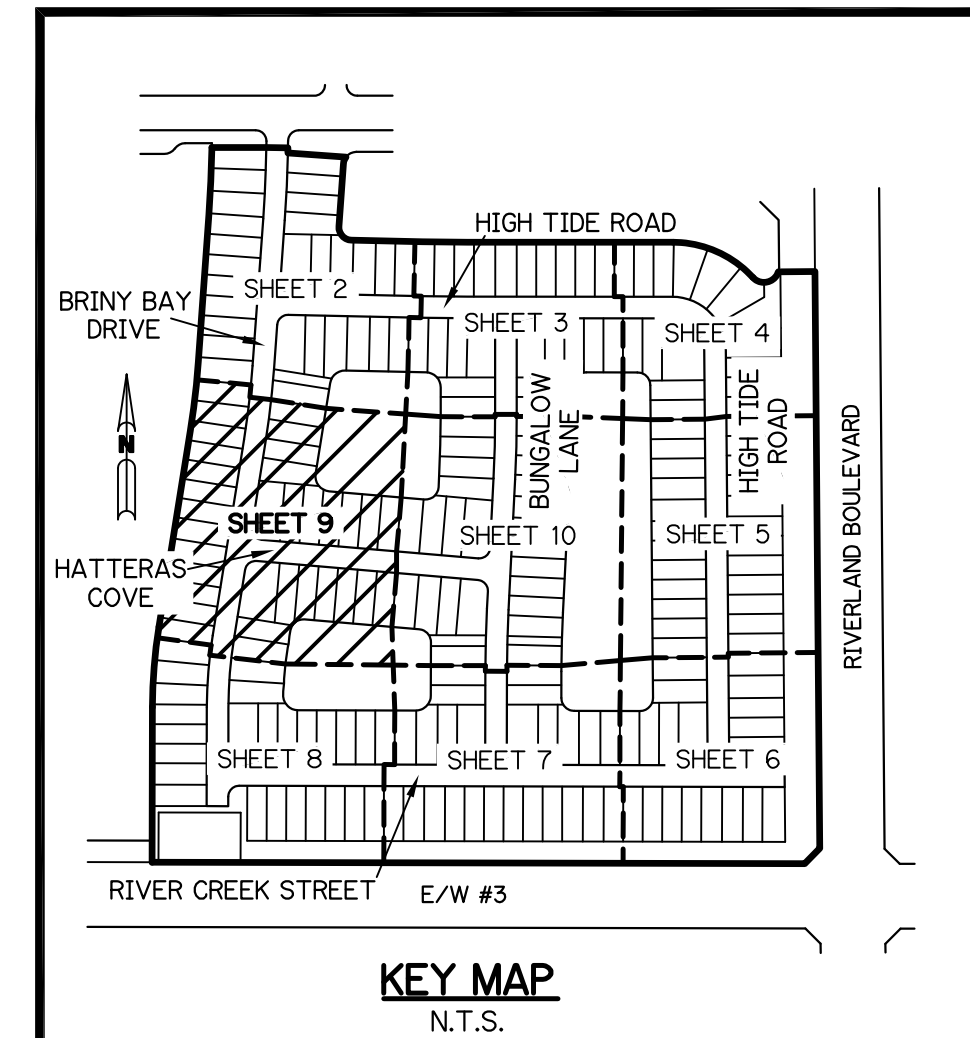 HIGH TIDE ROAD
SHEET 2
BRINY BAY
DRIVE
SHEET 3
SHEET 4
BUNGALOW
LANE
HIGH TIDE
ROAD
RIVERLAND BOULEVARD
N
SHEET 9
SHEET 10
SHEET 5
HATTERAS
COVE
SHEET 8
SHEET 7
SHEET 6
RIVER CREEK STREET
E/W #3
KEY MAP
N.T.S.